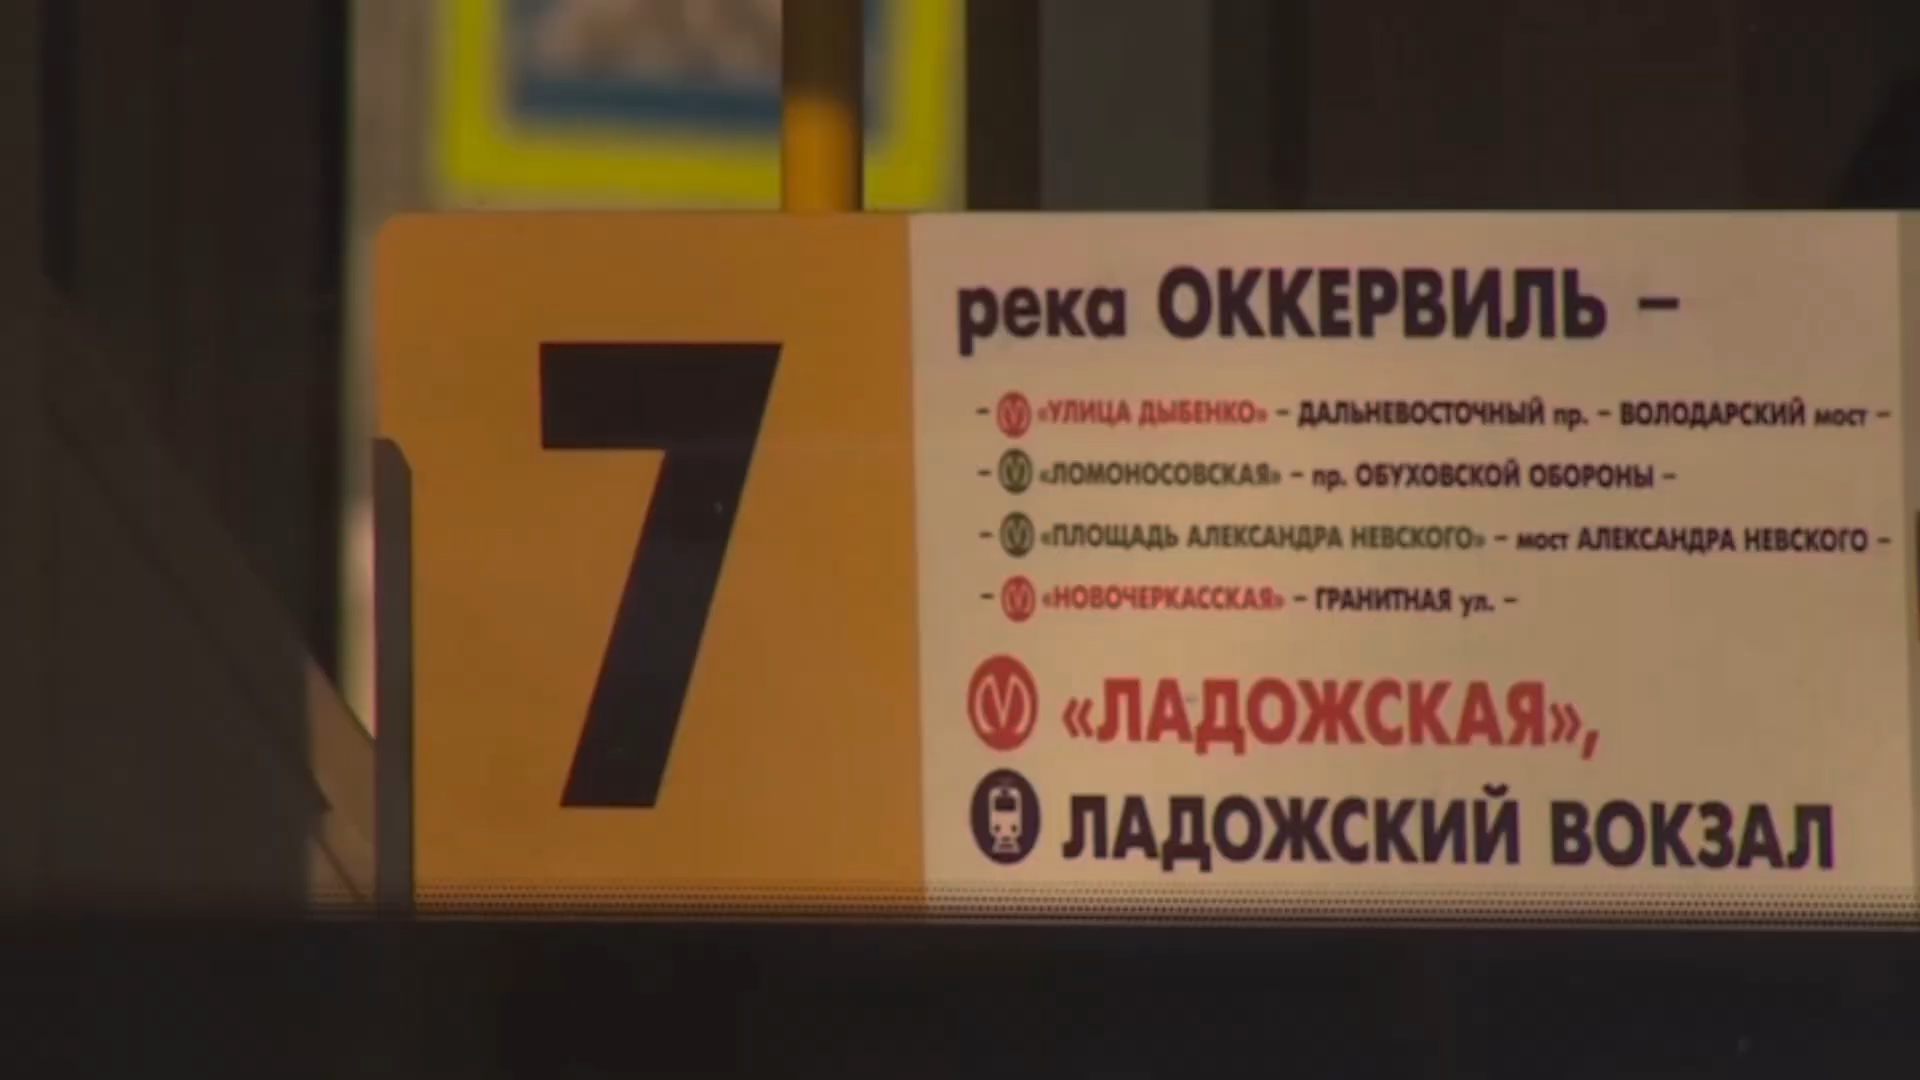 7
река ОККЕРВИЛЬ –
– «УЛИЦА ДЫБЕНКО» – ДАЛЬНЕВОСТОЧНЫЙ пр. – ВОЛОДАРСКИЙ мост –
– «ЛОМОНОСОВСКАЯ» – пр. ОБУХОВСКОЙ ОБОРОНЫ –
– «ПЛОЩАДЬ АЛЕКСАНДРА НЕВСКОГО» – мост АЛЕКСАНДРА НЕВСКОГО –
– «НОВОЧЕРКАССКАЯ» – ГРАНИТНАЯ ул. –
«ЛАДОЖСКАЯ»,
ЛАДОЖСКИЙ ВОКЗАЛ